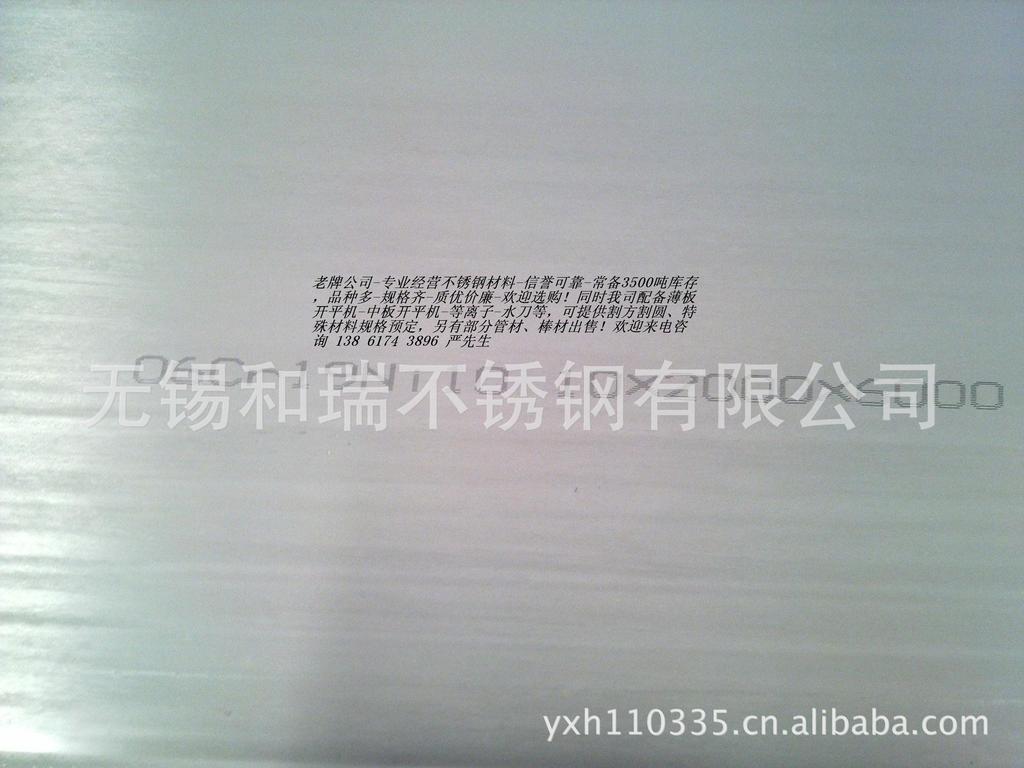 老牌公司-专业经营不锈钢材料-信誉可靠-常备3500吨库存
，品种多-规格齐-质优价廉-欢迎选购！同时我司配备薄板
开平机-中板开平机-等离子-水刀等，可提供割方割圆、特
殊材料规格预定，另有部分管材、棒材出售！欢迎来电咨
询 138 6174 3896 严先生
无锡和瑞不锈钢有限公司
yxh110335.cn.alibaba.com